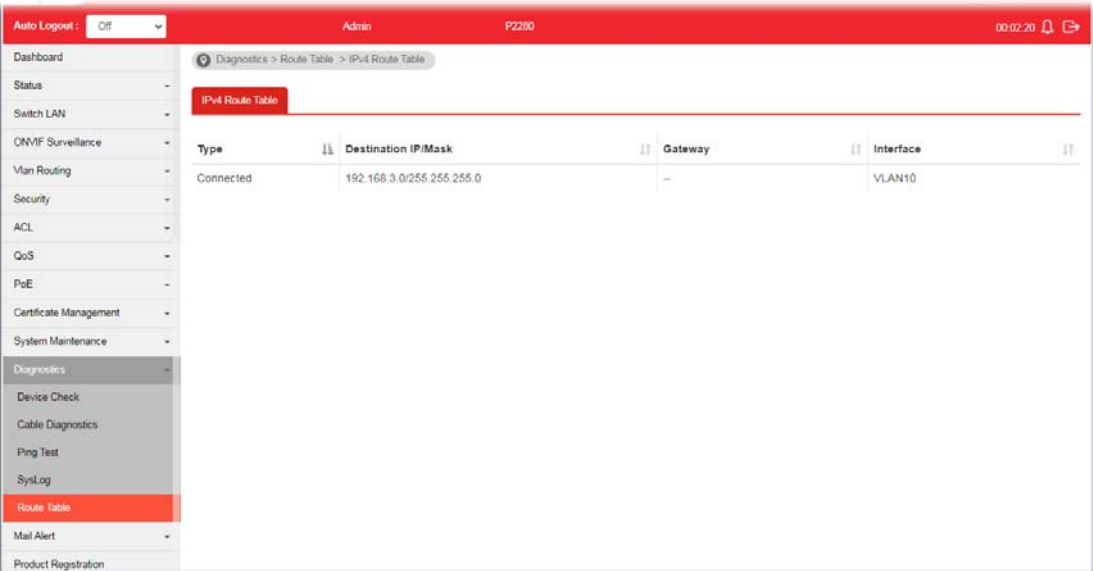 Auto Logout : Off Admin P2280 00:02:20
Dashboard
Diagnostics > Route Table > IPv4 Route Table
Status
IPv4 Route Table
Switch LAN
ONVIF Surveillance
Type Destination IP/Mask Gateway Interface
Vlan Routing
Connected 192.168.3.0/255.255.255.0 -- VLAN10
Security
ACL
QoS
PoE
Certificate Management
System Maintenance
Diagnostics
Device Check
Cable Diagnostics
Ping Test
SysLog
Route Table
Mail Alert
Product Registration